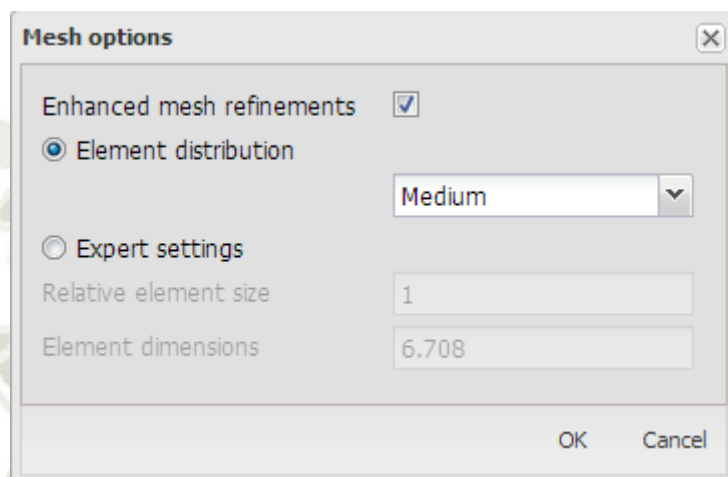 Mesh options
Enhanced mesh refinements
Element distribution
Medium
Expert settings
Relative element size 1
Element dimensions 6.708
OK Cancel